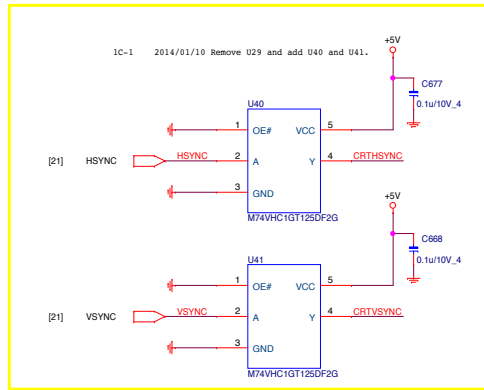 1C-1 2014/01/10 Remove U29 and add U40 and U41.
+5V
C677
0.1u/10V_4
U40
1 OE# VCC 5
[21] HSYNC HSYNC 2 A Y 4 CRTHSYNC
3 GND
M74VHC1GT125DF2G
+5V
C668
0.1u/10V_4
U41
1 OE# VCC 5
[21] VSYNC VSYNC 2 A Y 4 CRTVSYNC
3 GND
M74VHC1GT125DF2G